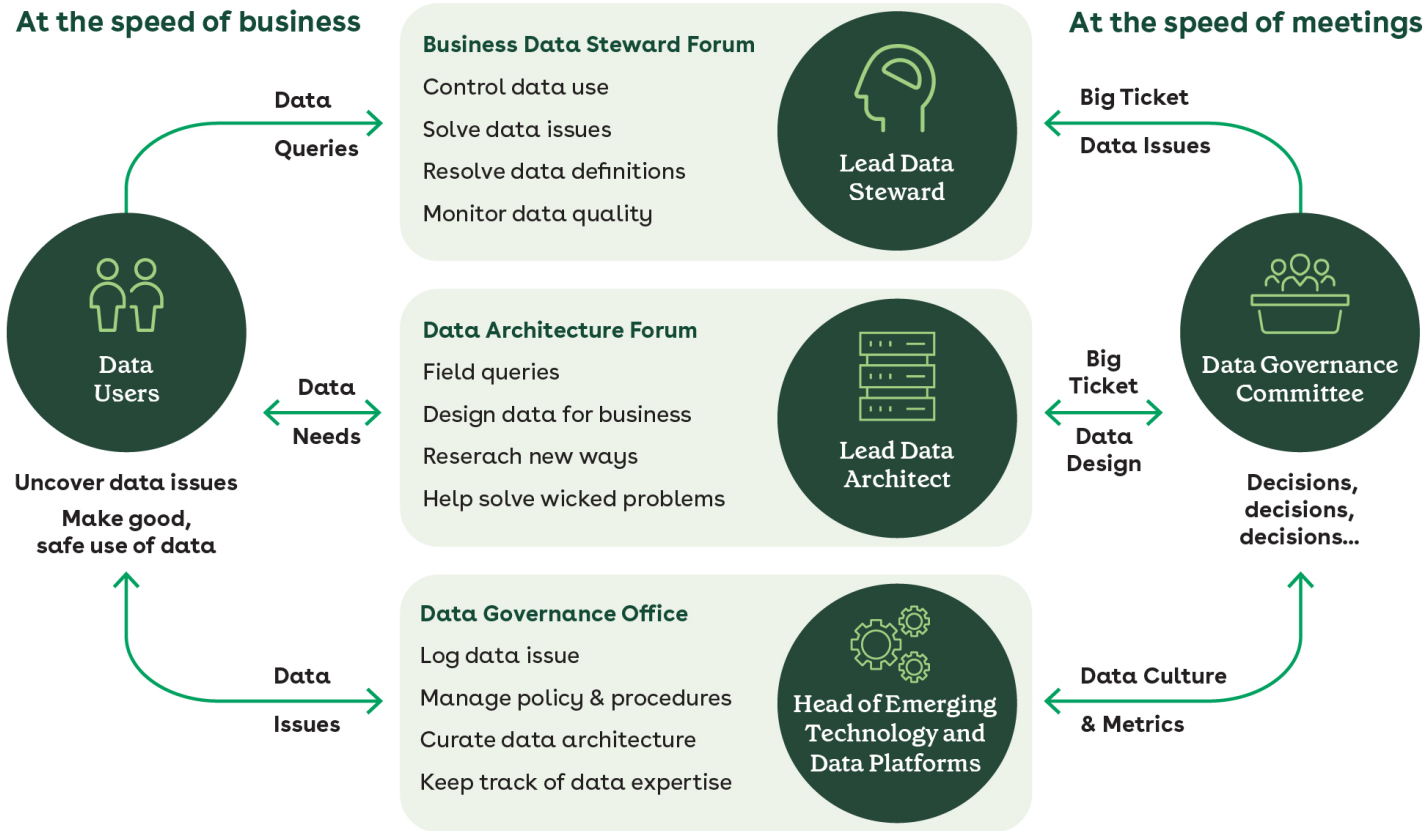 At the speed of business
At the speed of meetings
Data
Queries
Data
Users
Uncover data issues
Make good,
safe use of data
Data
Needs
Data
Issues
Business Data Steward Forum
Control data use
Solve data issues
Resolve data definitions
Monitor data quality
Lead Data
Steward
Data Architecture Forum
Field queries
Design data for business
Reserach new ways
Help solve wicked problems
Lead Data
Architect
Data Governance Office
Log data issue
Manage policy & procedures
Curate data architecture
Keep track of data expertise
Head of Emerging
Technology and
Data Platforms
Big Ticket
Data Issues
Big
Ticket
Data
Design
Data Governance
Committee
Decisions,
decisions,
decisions...
Data Culture
& Metrics